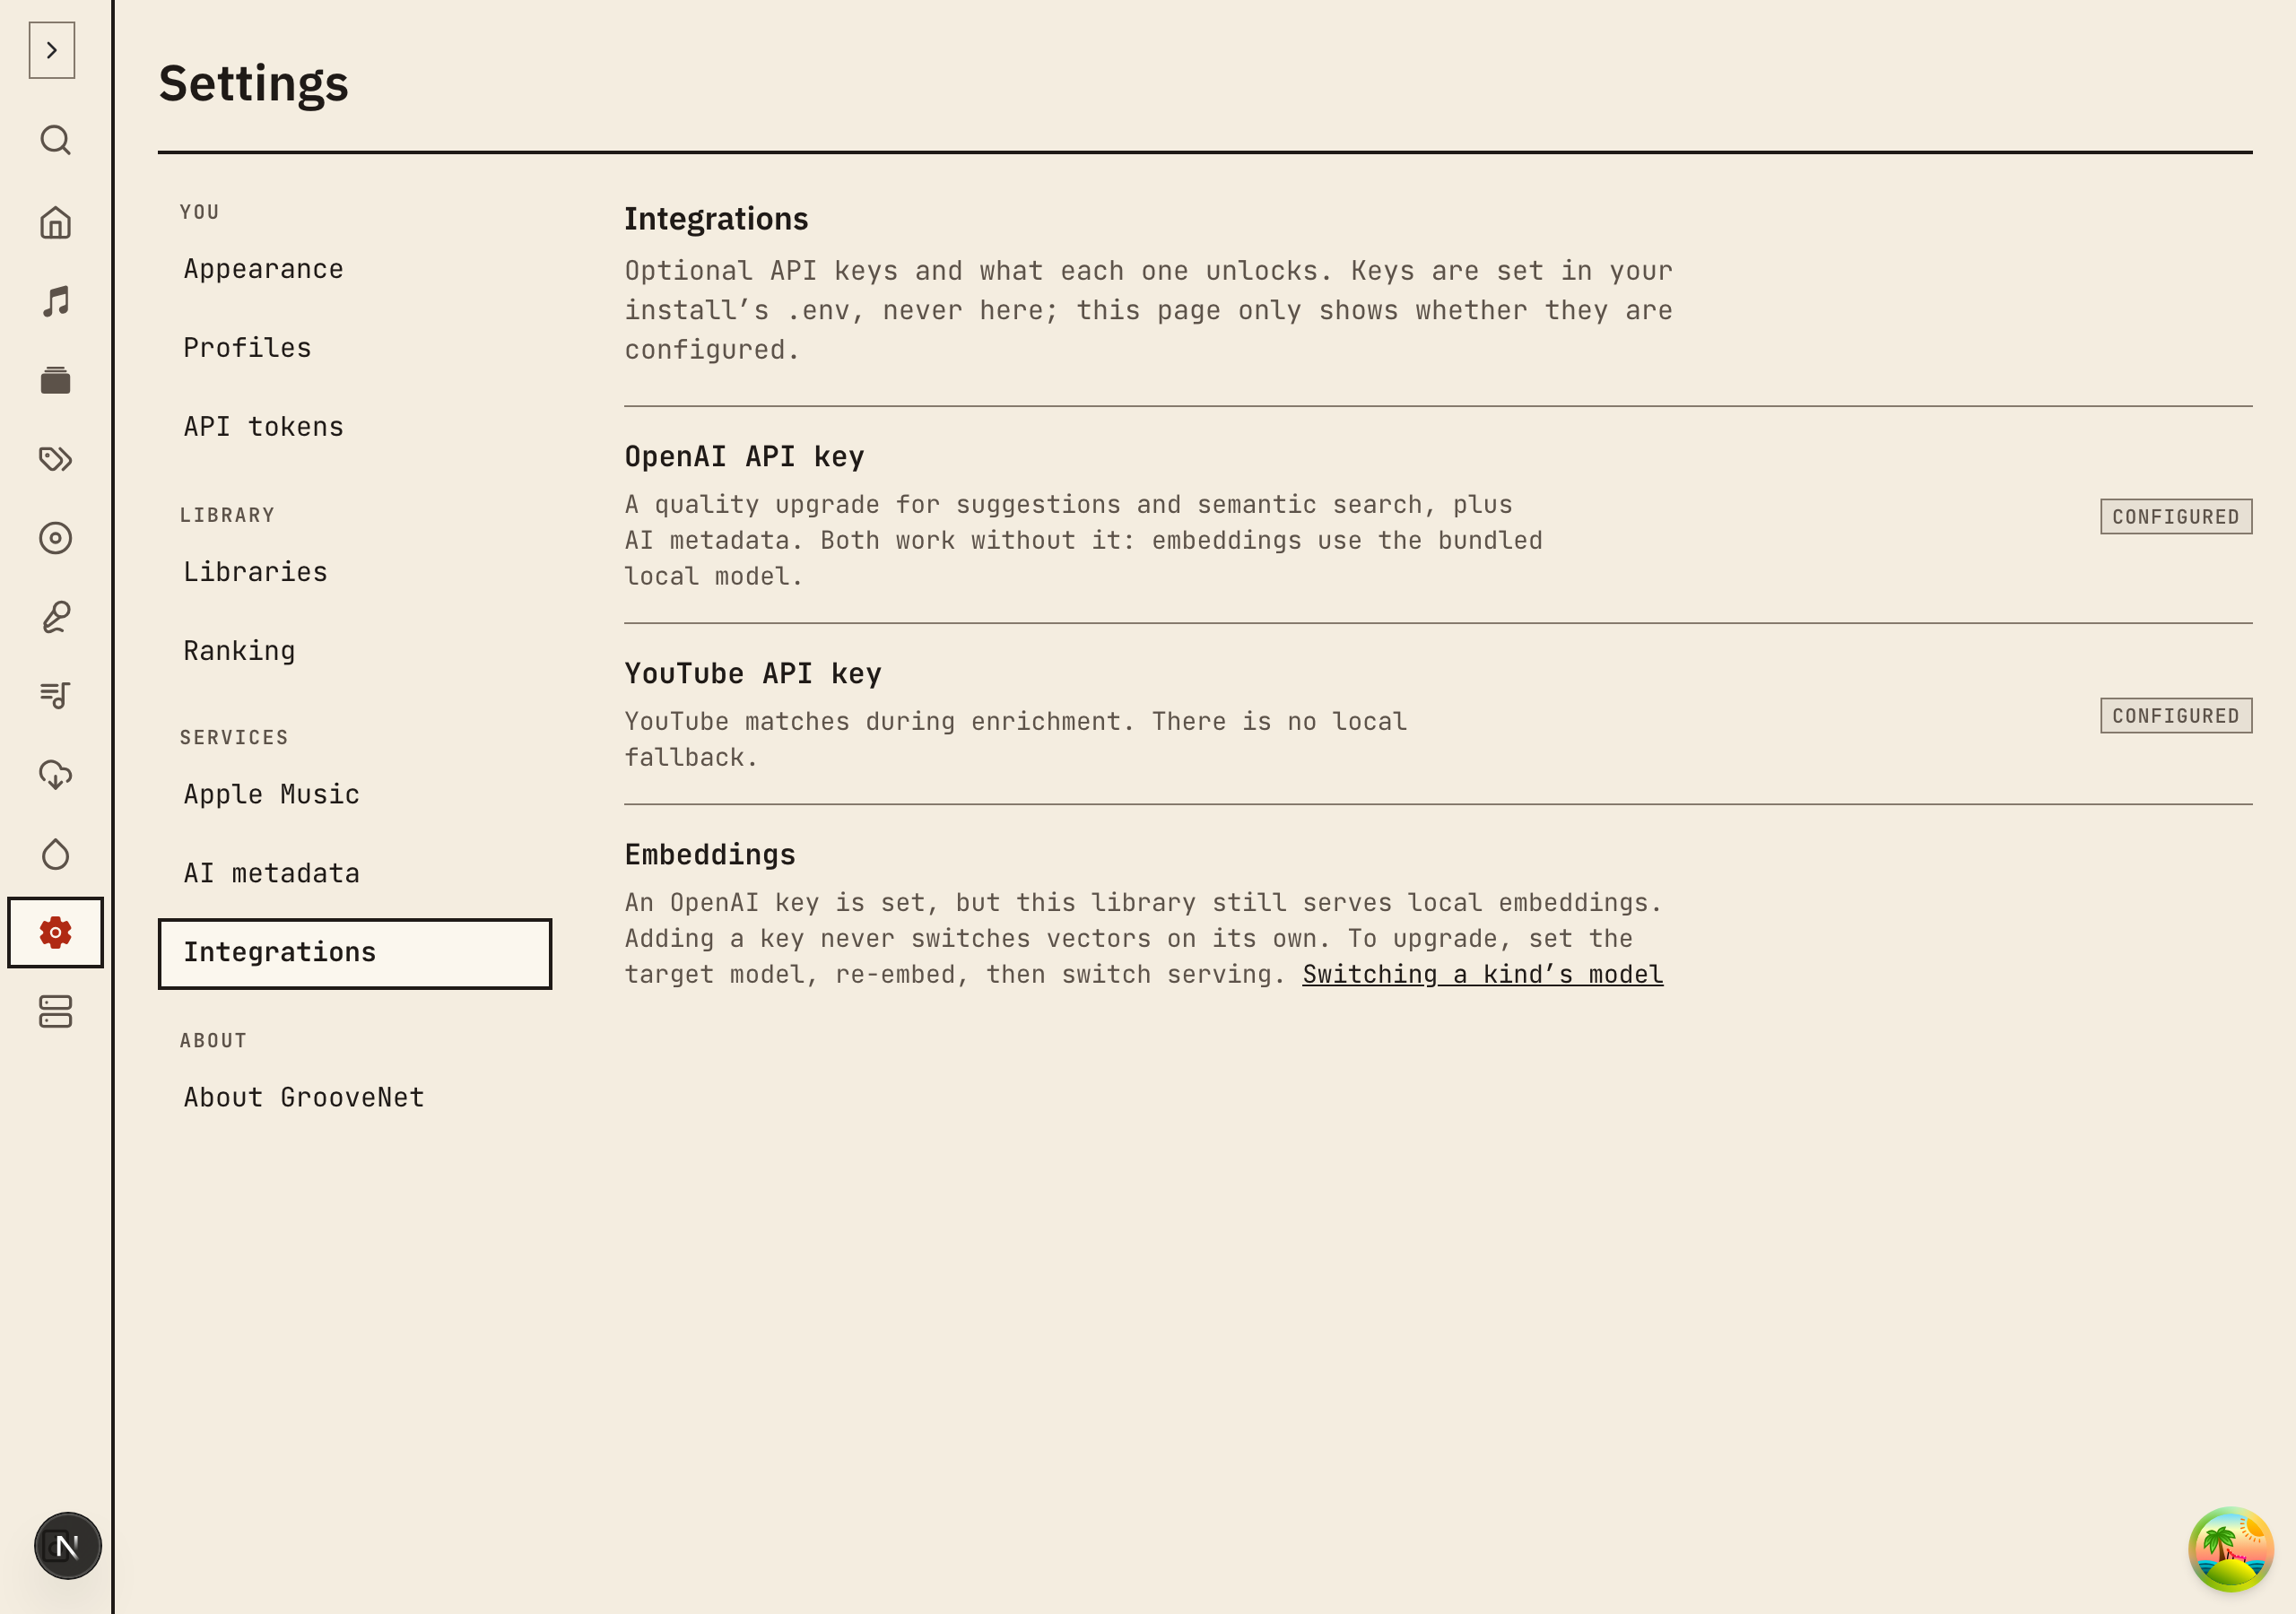 Settings
YOU
Appearance
Profiles
API tokens
LIBRARY
Libraries
Ranking
SERVICES
Apple Music
AI metadata
Integrations
ABOUT
About GrooveNet
Integrations
Optional API keys and what each one unlocks. Keys are set in your
install’s .env, never here; this page only shows whether they are
configured.
OpenAI API key
A quality upgrade for suggestions and semantic search, plus
AI metadata. Both work without it: embeddings use the bundled
local model.
CONFIGURED
YouTube API key
YouTube matches during enrichment. There is no local
fallback.
CONFIGURED
Embeddings
An OpenAI key is set, but this library still serves local embeddings.
Adding a key never switches vectors on its own. To upgrade, set the
target model, re-embed, then switch serving. Switching a kind’s model
N